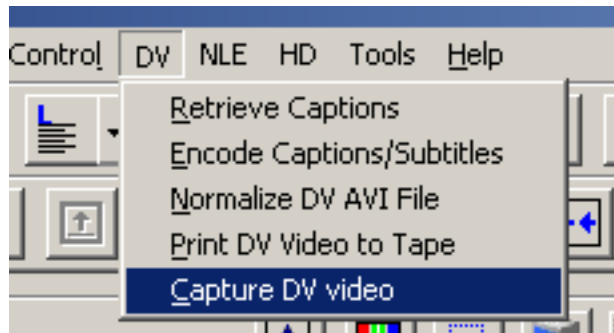 Control DV NLE HD Tools Help
Retrieve Captions
Encode Captions/Subtitles
Normalize DV AVI File
Print DV Video to Tape
Capture DV video